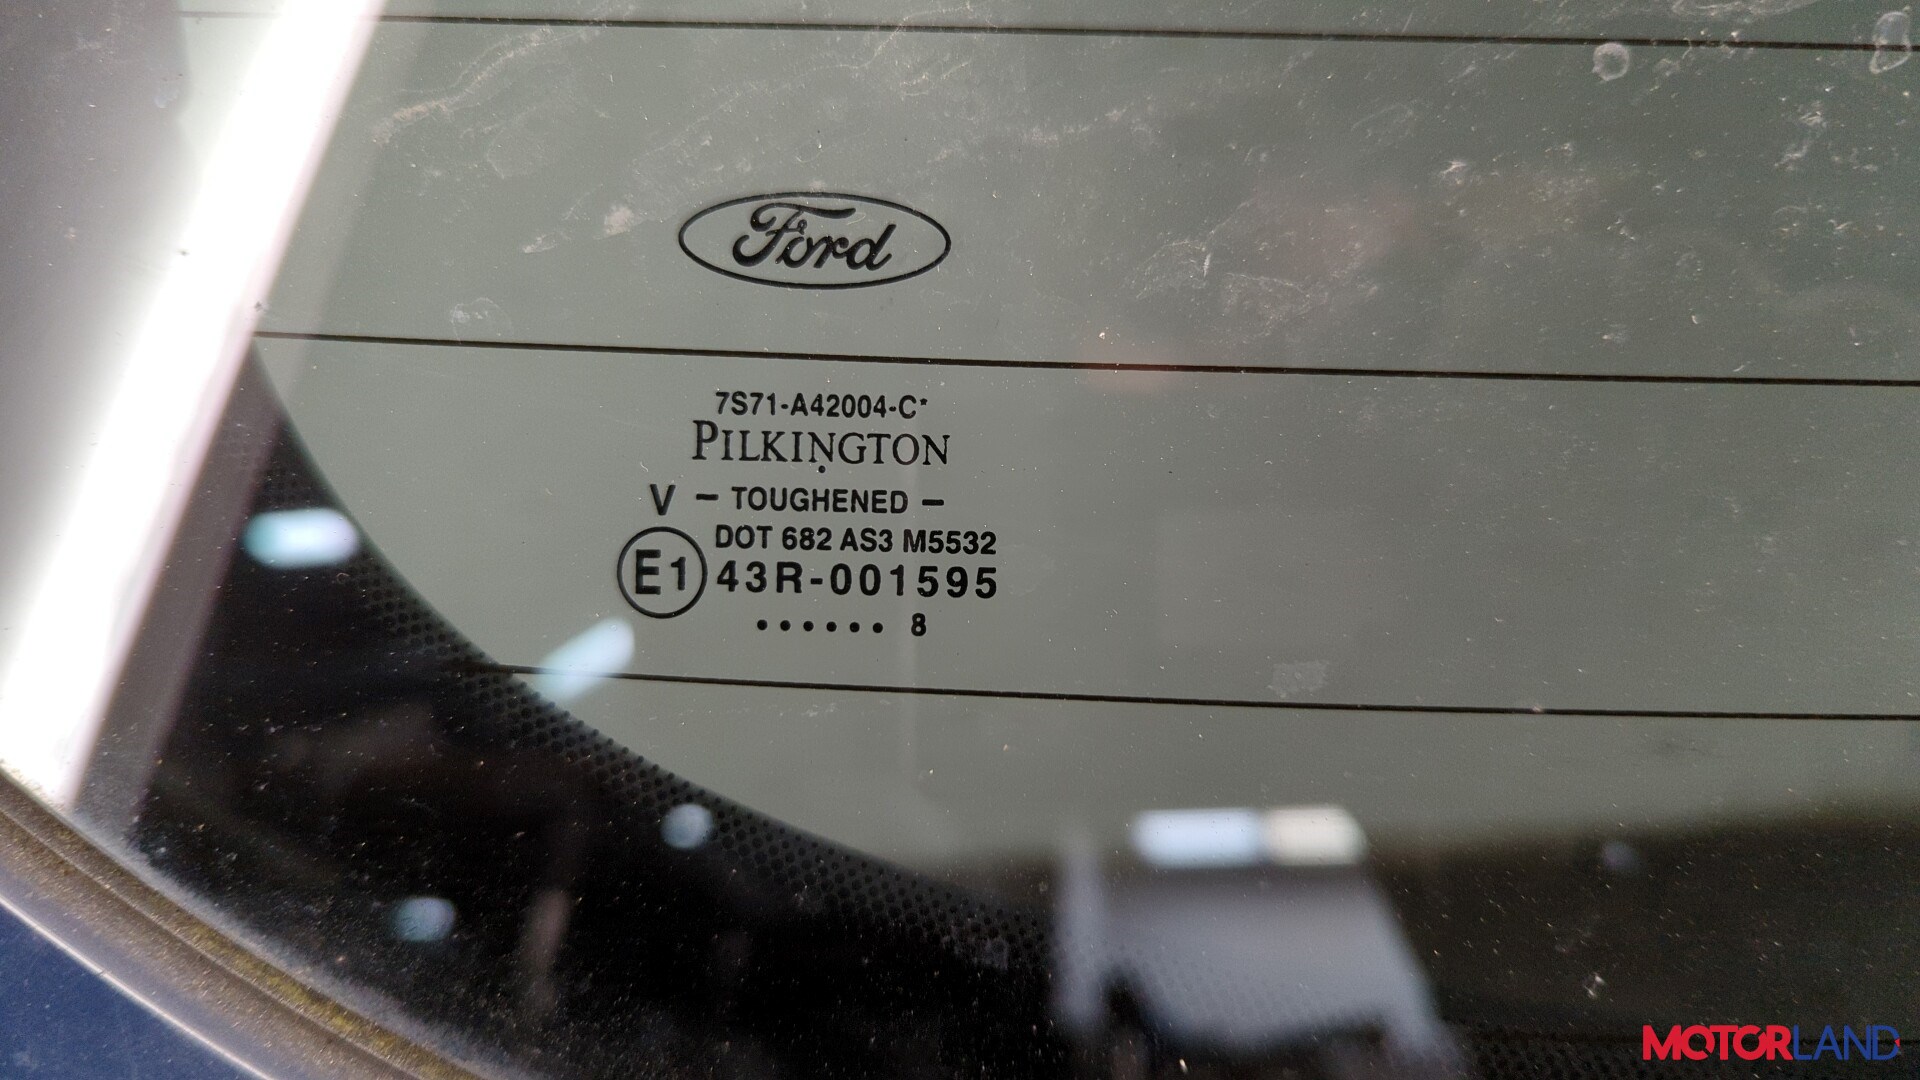 Ford
7S71-A42004-C*
PILKINGTON
V - TOUGHENED -
DOT 682 AS3 M5532
E1 43R-001595
...... 8
MOTORLAND